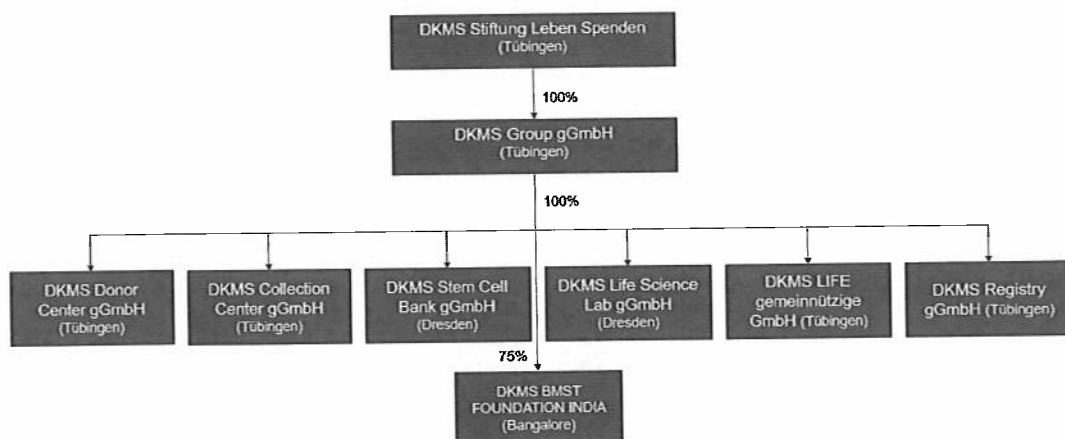 DKMS Stiftung Leben Spenden
(Tübingen)
100%
DKMS Group gGmbH
(Tübingen)
100%
DKMS Donor
Center gGmbH
(Tübingen)
DKMS Collection
Center gGmbH
(Tübingen)
DKMS Stem Cell
Bank gGmbH
(Dresden)
DKMS Life Science
Lab gGmbH
(Dresden)
DKMS LIFE
gemeinnützige
GmbH (Tübingen)
DKMS Registry
gGmbH (Tübingen)
75%
DKMS BMST
FOUNDATION INDIA
(Bangalore)